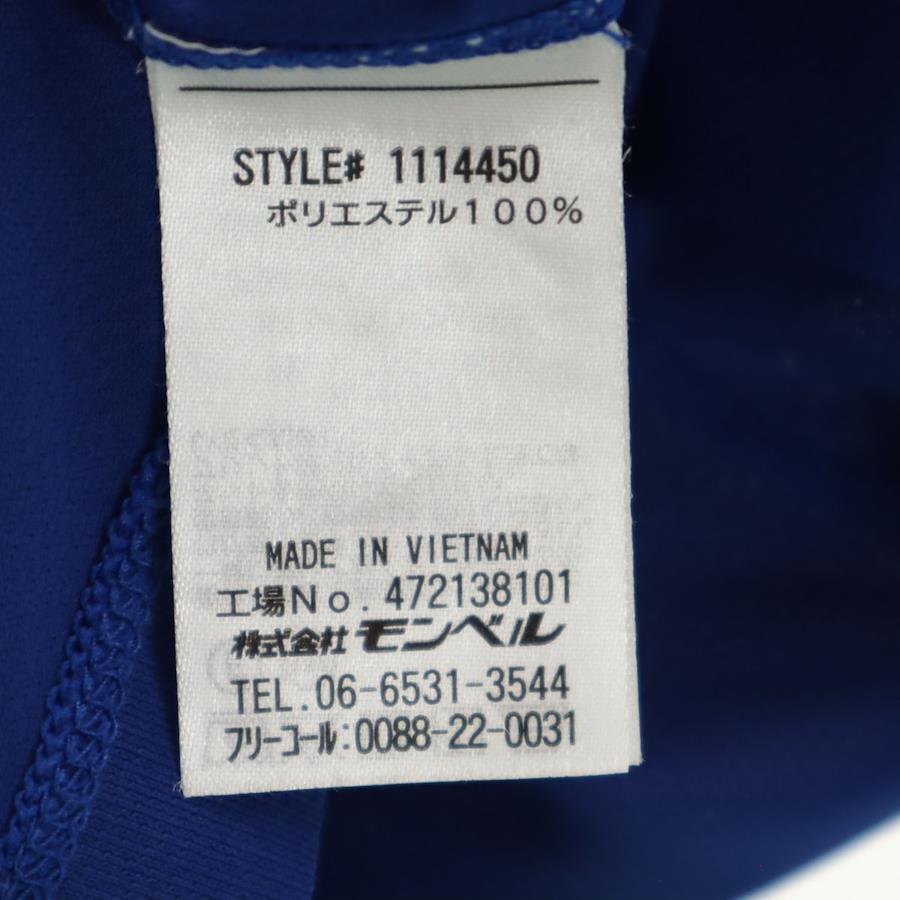 STYLE# 1114450
ポリエステル100%
MADE IN VIETNAM
工場No.472138101
株式会社 モンベル
TEL.06-6531-3544
フリーコール:0088-22-0031